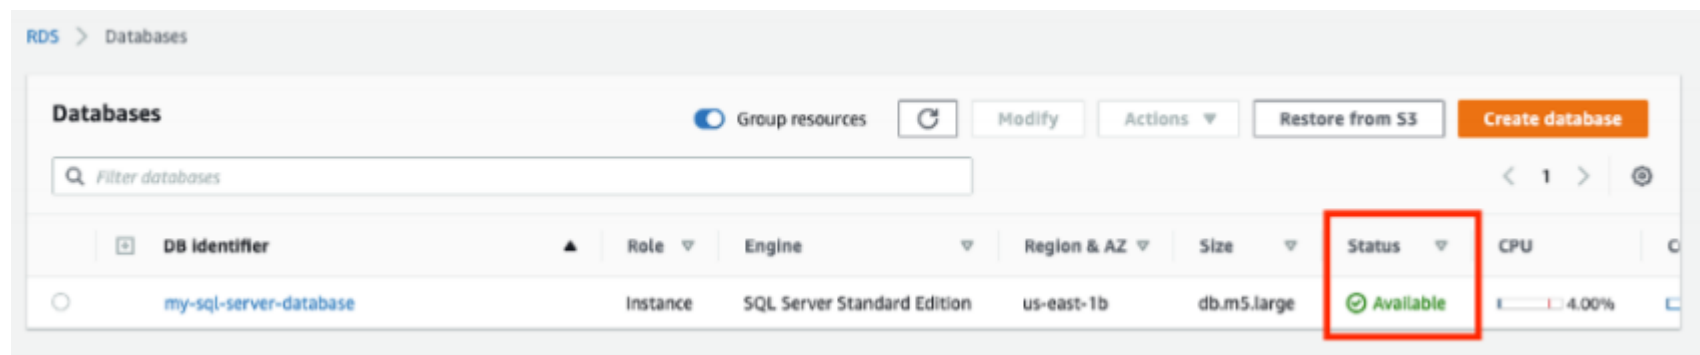 RDS > Databases
Databases Group resources Modify Actions Restore from S3 Create database
Filter databases < 1 >
DB identifier Role Engine Region & AZ Size Status CPU C
my-sql-server-database Instance SQL Server Standard Edition us-east-1b db.m5.large Available 4.00%